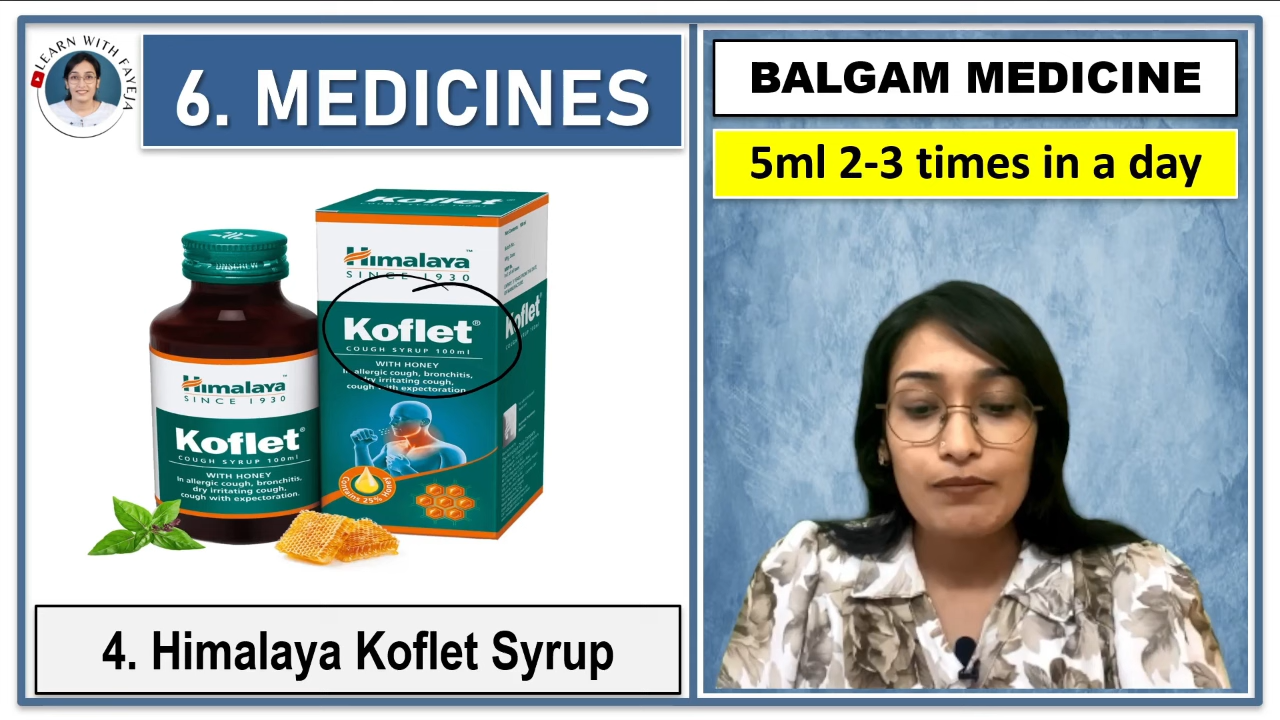 LEARN WITH FAYEJA
6. MEDICINES
BALGAM MEDICINE
5ml 2-3 times in a day
Koflet
Himalaya
SINCE 1930
Koflet®
COUGH SYRUP 100ml
WITH HONEY
In allergic cough, bronchitis,
dry irritating cough,
cough with expectoration.
Contains 25% Honey
Koflet
UNSCREW
Himalaya
SINCE 1930
Koflet®
COUGH SYRUP 100ml
WITH HONEY
In allergic cough, bronchitis,
dry irritating cough,
cough with expectoration.
4. Himalaya Koflet Syrup